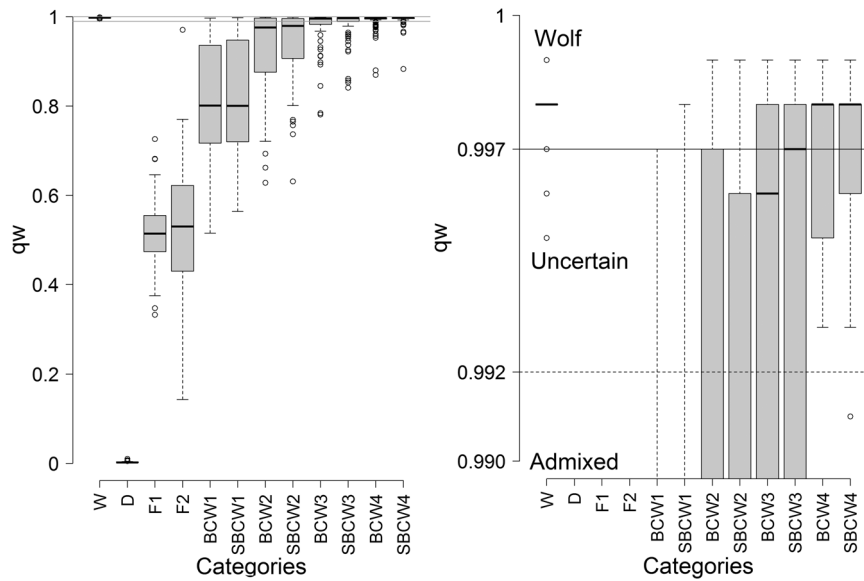 1
0.8
0.6
0.4
0.2
0
qw
W
D
F1
F2
BCW1
SBCW1
BCW2
SBCW2
BCW3
SBCW3
BCW4
SBCW4
Categories
1
0.997
0.992
0.990
qw
Wolf
Uncertain
Admixed
W
D
F1
F2
BCW1
SBCW1
BCW2
SBCW2
BCW3
SBCW3
BCW4
SBCW4
Categories